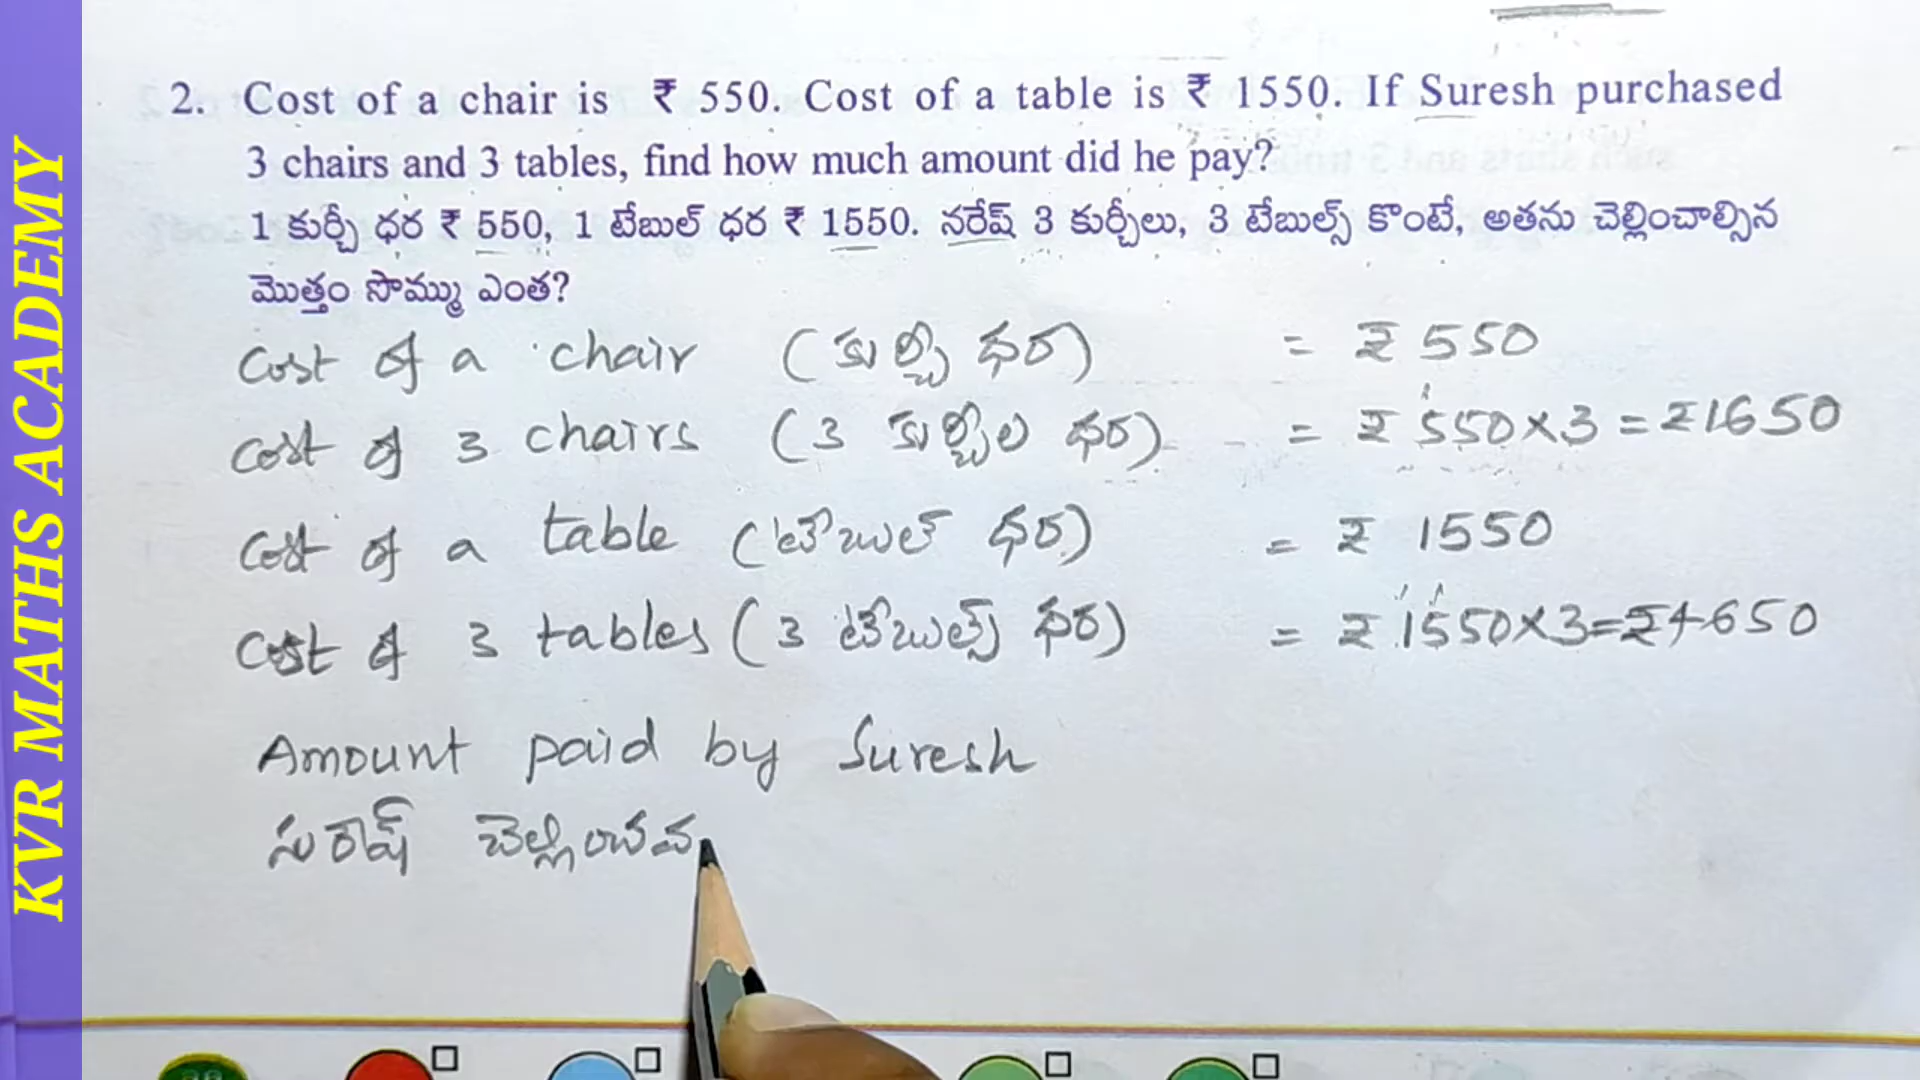 KVR MATHS ACADEMY
2. Cost of a chair is ₹ 550. Cost of a table is ₹ 1550. If Suresh purchased
3 chairs and 3 tables, find how much amount did he pay?
1 కుర్చీ ధర ₹ 550, 1 టేబుల్ ధర ₹ 1550. నరేష్ 3 కుర్చీలు, 3 టేబుల్స్ కొంటే, అతను చెల్లించాల్సిన
మొత్తం సొమ్ము ఎంత?
Cost of a chair (కుర్చీ ధర) = ₹ 550
Cost of 3 chairs (3 కుర్చీల ధర) = ₹ 550×3 = ₹1650
Cost of a table (టేబుల్ ధర) = ₹ 1550
Cost of 3 tables (3 టేబుల్స్ ధర) = ₹ 1550×3=₹4650
Amount paid by Suresh
సురేష్ చెల్లించవ